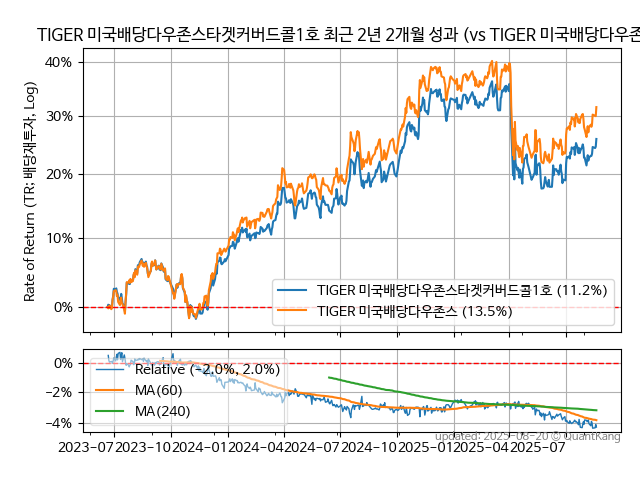 TIGER 미국배당다우존스타겟커버드콜1호 최근 2년 2개월 성과 (vs TIGER 미국배당다우존
Rate of Return (TR: 배당재투자, Log)
40%
30%
20%
10%
0%
TIGER 미국배당다우존스타겟커버드콜1호 (11.2%)
TIGER 미국배당다우존스 (13.5%)
0%
−2%
−4%
Relative (−2.0%, 2.0%)
MA(60)
MA(240)
updated: 2025-08-20 © QuantKang
2023-07 2023-10 2024-01 2024-04 2024-07 2024-10 2025-01 2025-04 2025-07